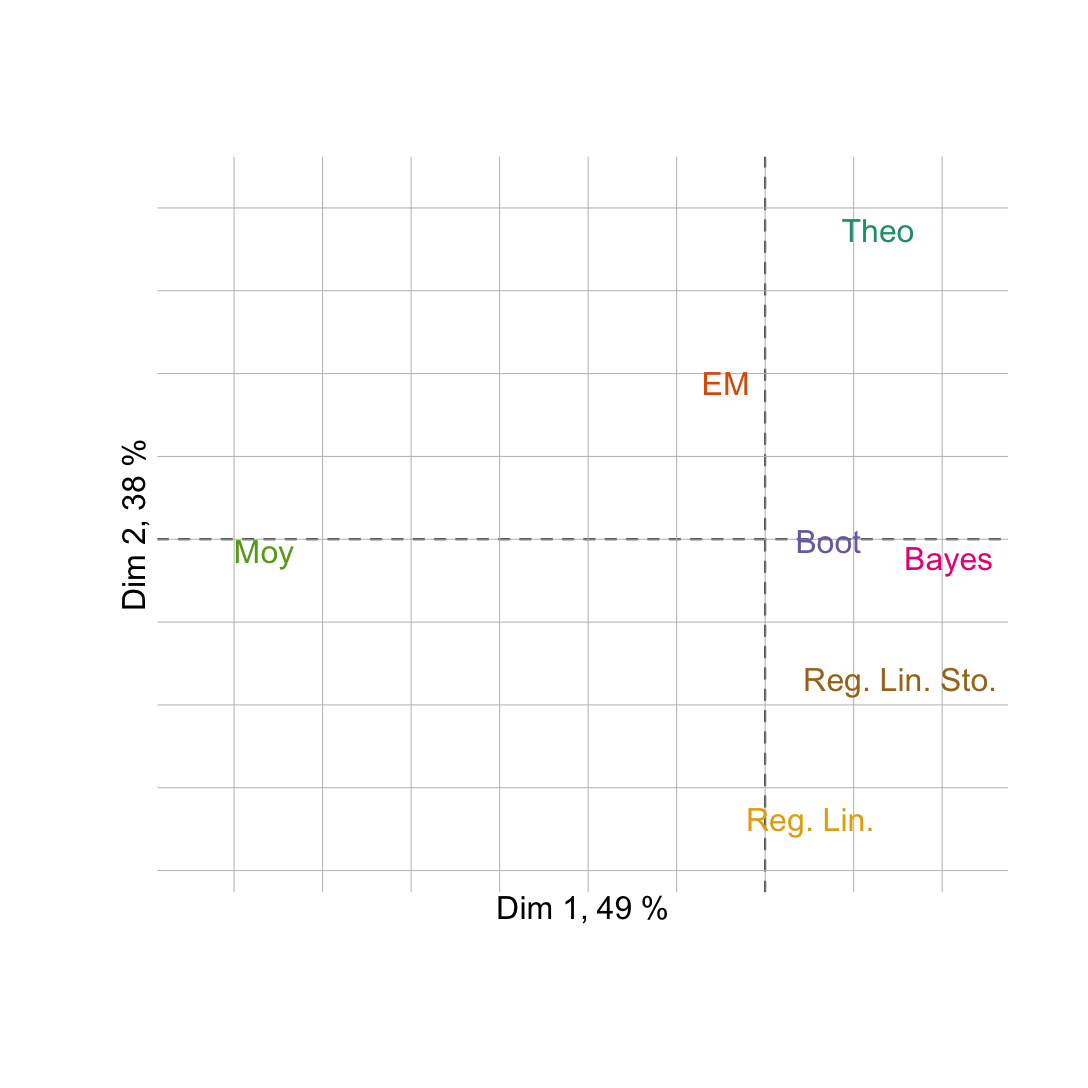 Theo
EM
Dim 2, 38 %
Moy
Boot
Bayes
Reg. Lin. Sto.
Reg. Lin.
Dim 1, 49 %